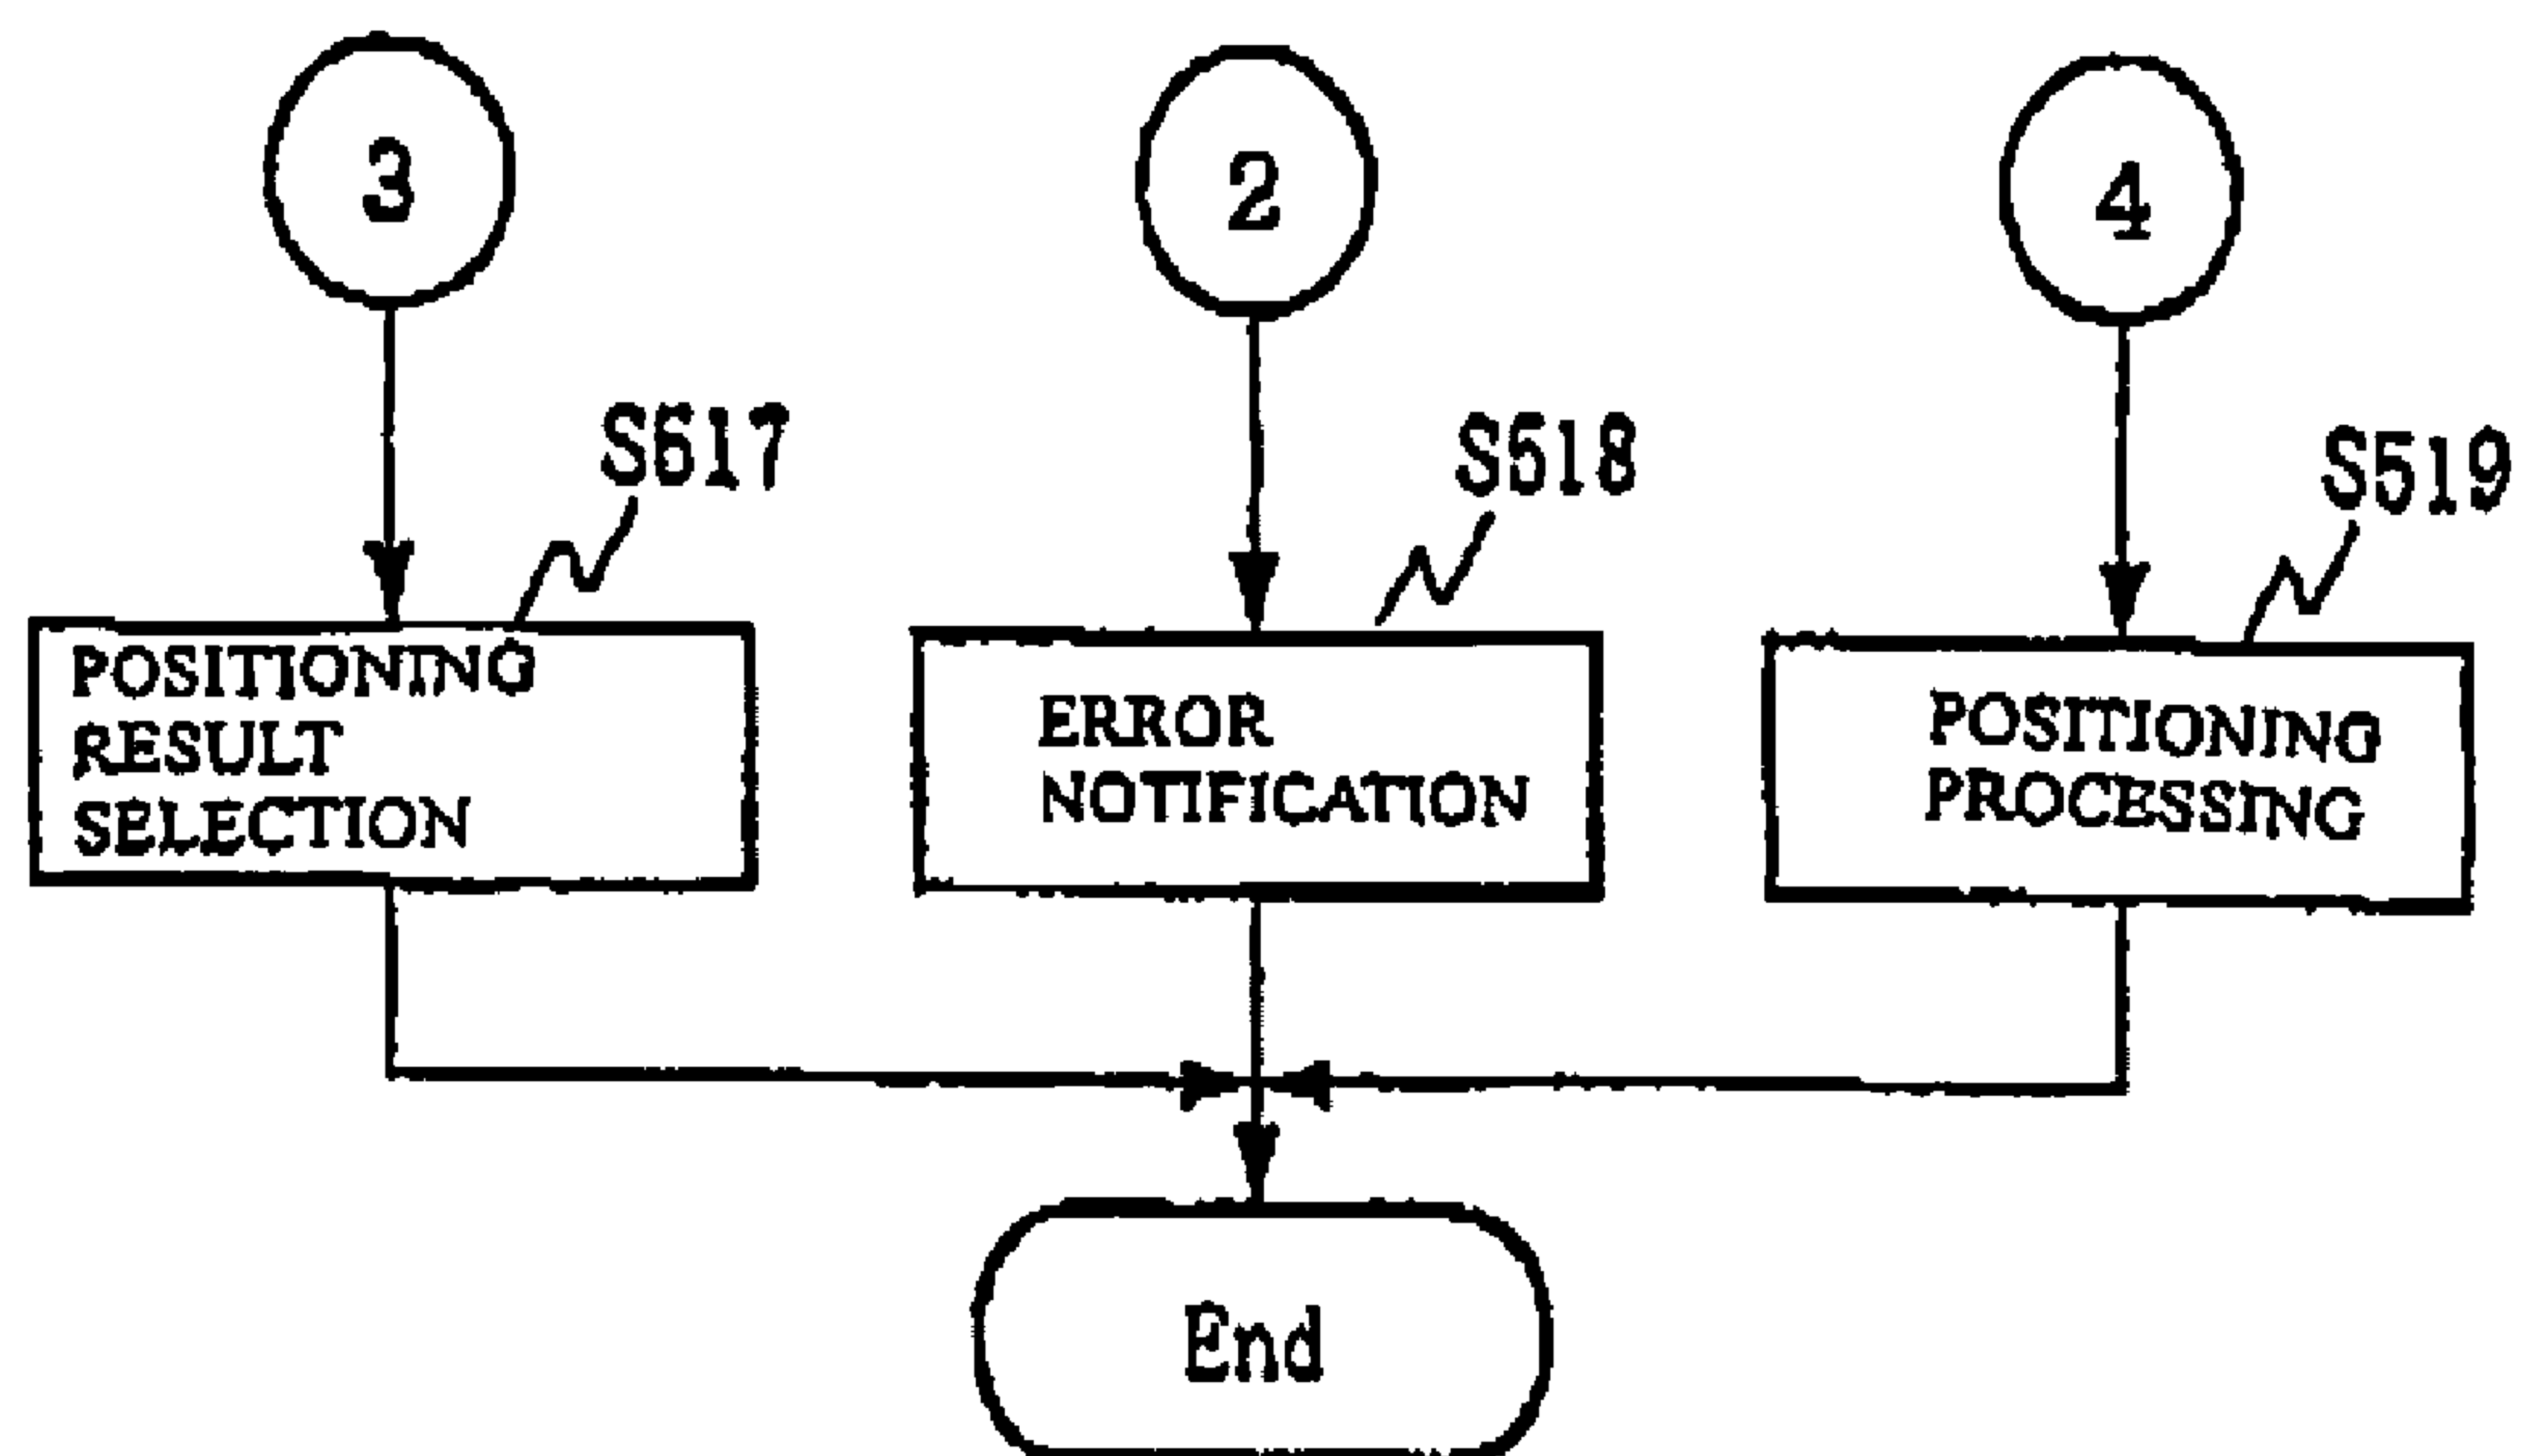 3
2
4
S617
S518
S519
POSITIONING
RESULT
SELECTION
ERROR
NOTIFICATION
POSITIONING
PROCESSING
End